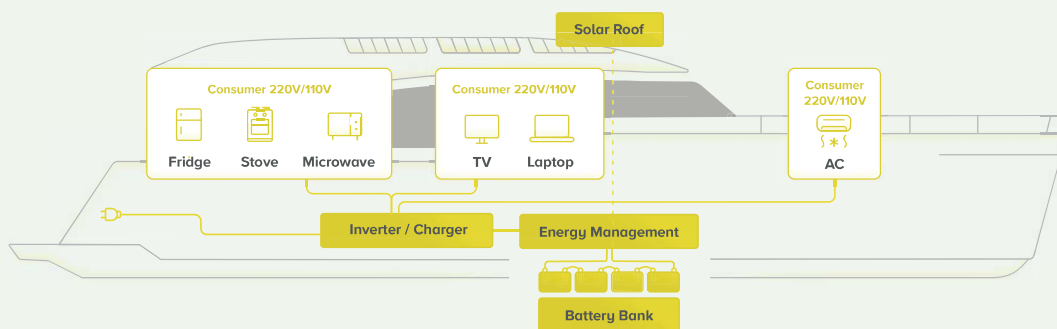 Solar Roof
Consumer 220V/110V
Fridge
Stove
Microwave
Consumer 220V/110V
TV
Laptop
Consumer
220V/110V
AC
Inverter / Charger
Energy Management
Battery Bank